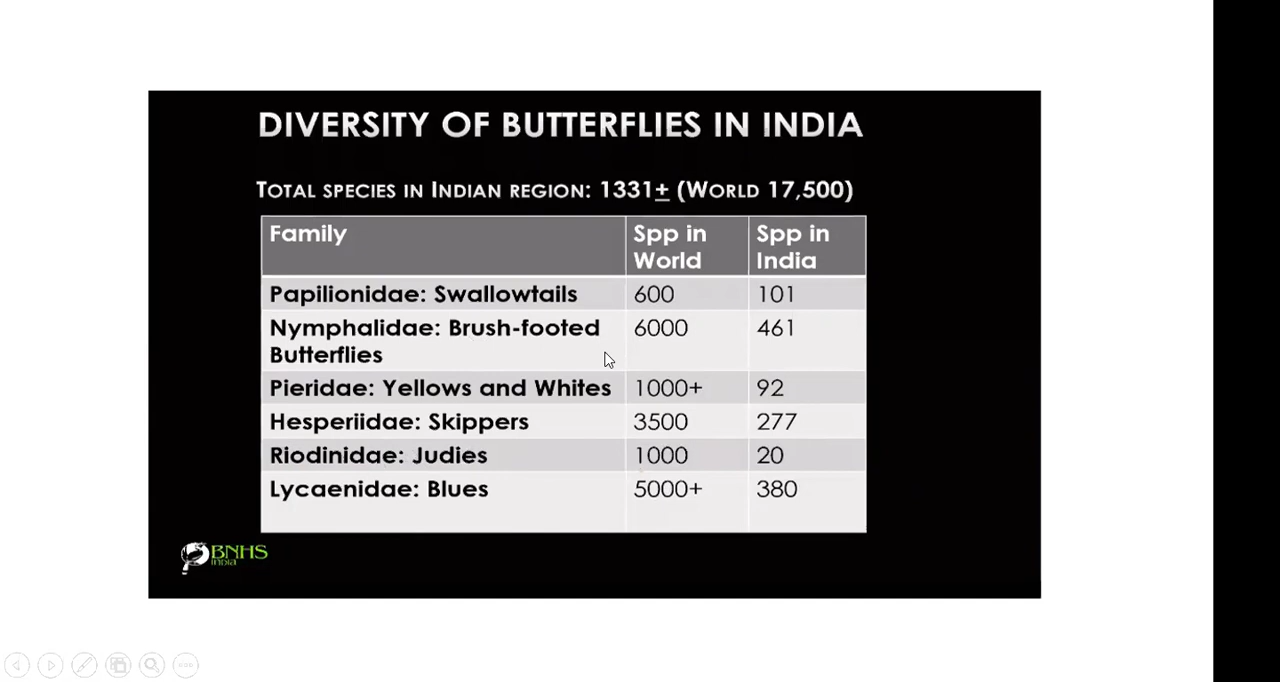 DIVERSITY OF BUTTERFLIES IN INDIA
TOTAL SPECIES IN INDIAN REGION: 1331± (WORLD 17,500)
Family Spp in World Spp in India
Papilionidae: Swallowtails 600 101
Nymphalidae: Brush-footed Butterflies 6000 461
Pieridae: Yellows and Whites 1000+ 92
Hesperiidae: Skippers 3500 277
Riodinidae: Judies 1000 20
Lycaenidae: Blues 5000+ 380
BNHS
INDIA